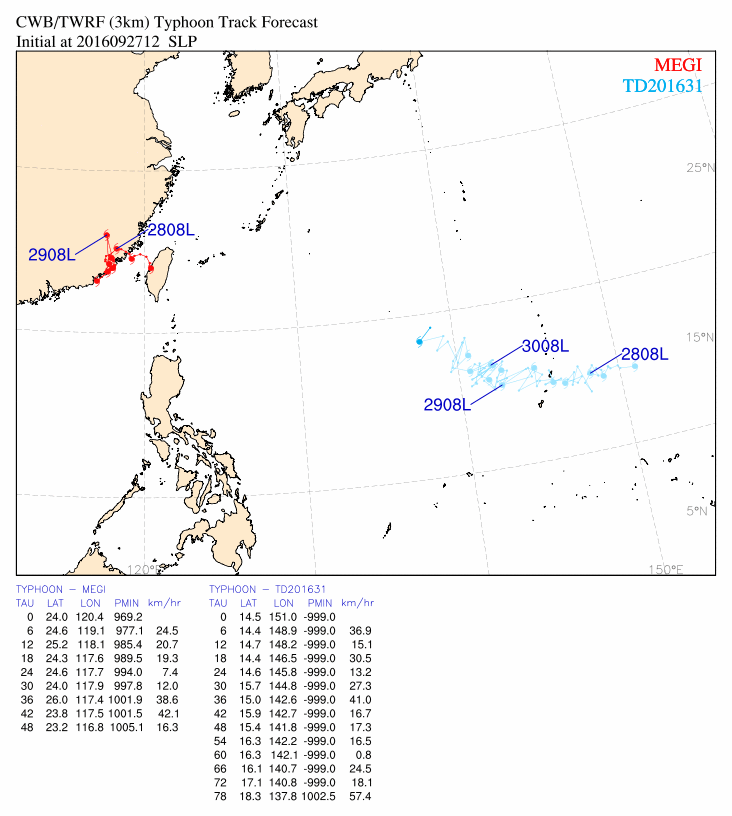 CWB/TWRF (3km) Typhoon Track Forecast
Initial at 2016092712 SLP
MEGI
TD201631
25°N
2808L
2908L
15°N
3008L
2808L
2908L
5°N
120°E
150°E
TYPHOON - MEGI
TAU LAT LON PMIN km/hr
0 24.0 120.4 969.2
6 24.6 119.1 977.1 24.5
12 25.2 118.1 985.4 20.7
18 24.3 117.6 989.5 19.3
24 24.6 117.7 994.0 7.4
30 24.0 117.9 997.8 12.0
36 26.0 117.4 1001.9 38.6
42 23.8 117.5 1001.5 42.1
48 23.2 116.8 1005.1 16.3
TYPHOON - TD201631
TAU LAT LON PMIN km/hr
0 14.5 151.0 -999.0
6 14.4 148.9 -999.0 36.9
12 14.7 148.2 -999.0 15.1
18 14.4 146.5 -999.0 30.5
24 14.6 145.8 -999.0 13.2
30 15.7 144.8 -999.0 27.3
36 15.0 142.6 -999.0 41.0
42 15.9 142.7 -999.0 16.7
48 15.4 141.8 -999.0 17.3
54 16.3 142.2 -999.0 16.5
60 16.3 142.1 -999.0 0.8
66 16.1 140.7 -999.0 24.5
72 17.1 140.8 -999.0 18.1
78 18.3 137.8 1002.5 57.4